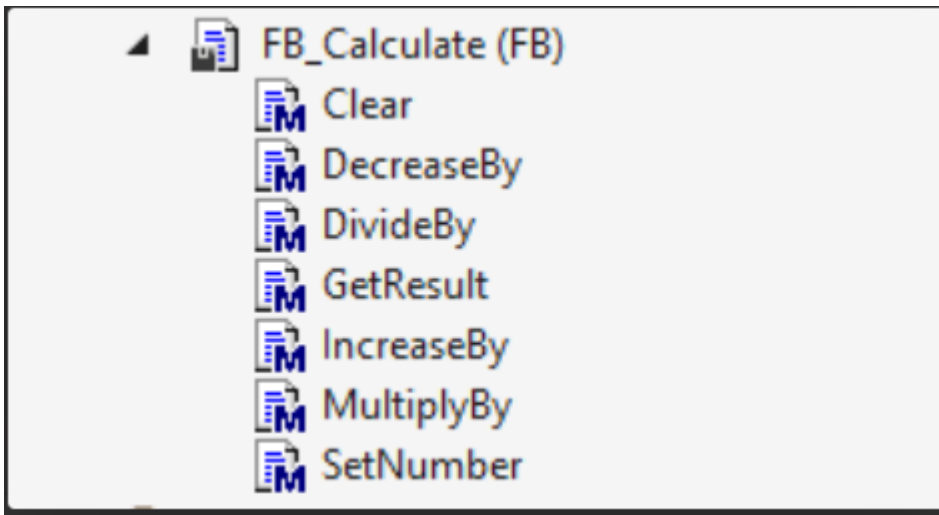 FB_Calculate (FB)
Clear
DecreaseBy
DivideBy
GetResult
IncreaseBy
MultiplyBy
SetNumber